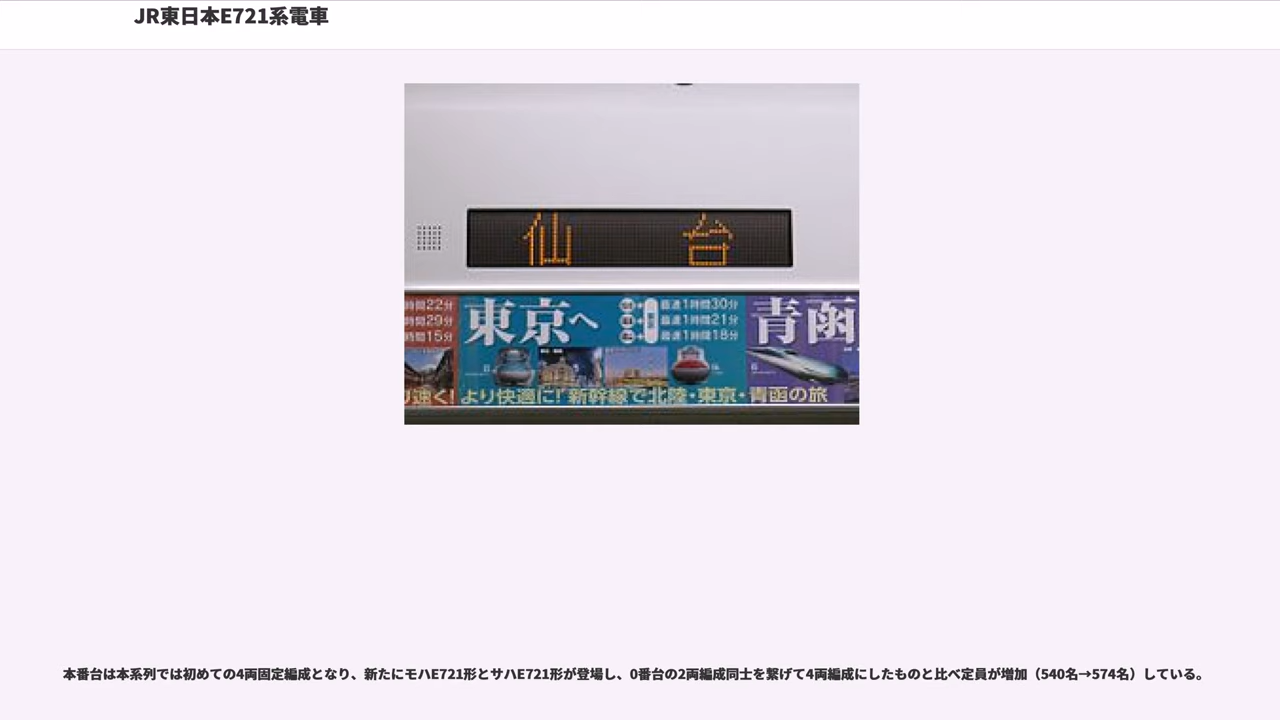 JR東日本E721系電車
仙台
時間22分
時間29分
時間15分
東京へ
最速1時間30分
最速1時間21分
最速1時間18分
青函
り速く! より快適に! 新幹線で北陸・東京・青函の旅
本番台は本系列では初めての4両固定編成となり、新たにモハE721形とサハE721形が登場し、0番台の2両編成同士を繋げて4両編成にしたものと比べ定員が増加（540名→574名）している。